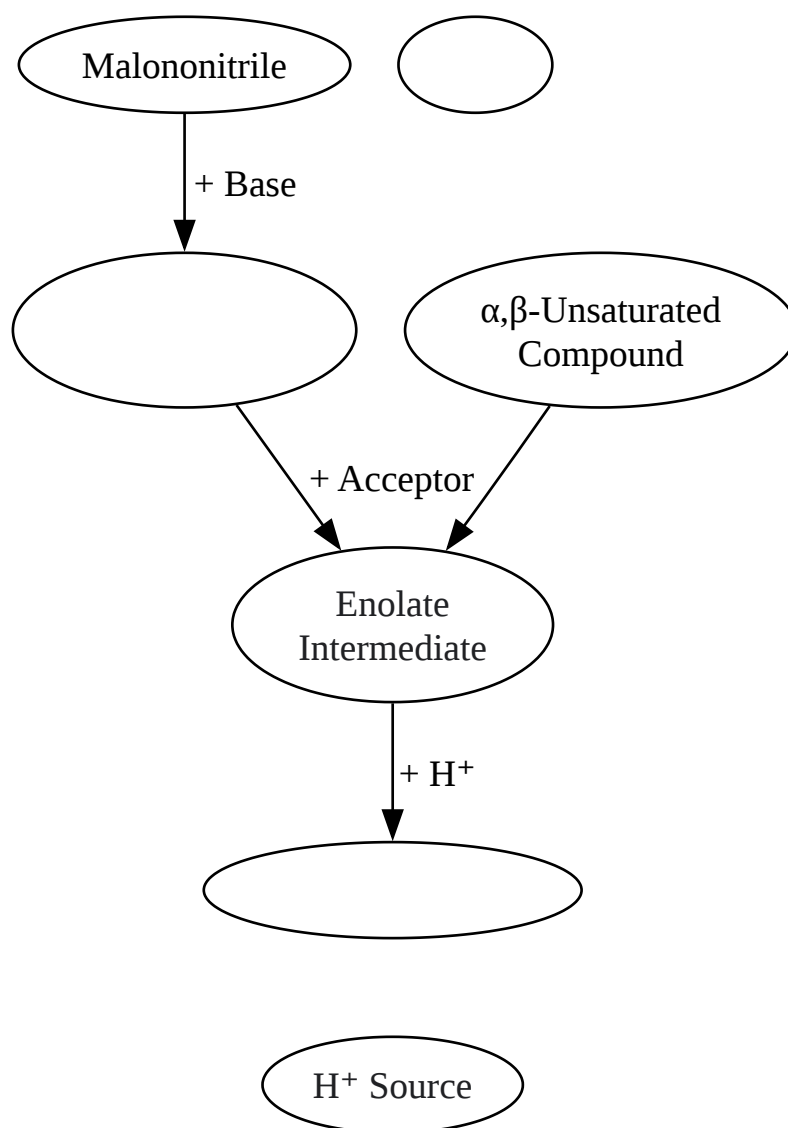 Malononitrile
+ Base
α,β-Unsaturated
Compound
+ Acceptor
Enolate
Intermediate
+ H⁺
H⁺ Source